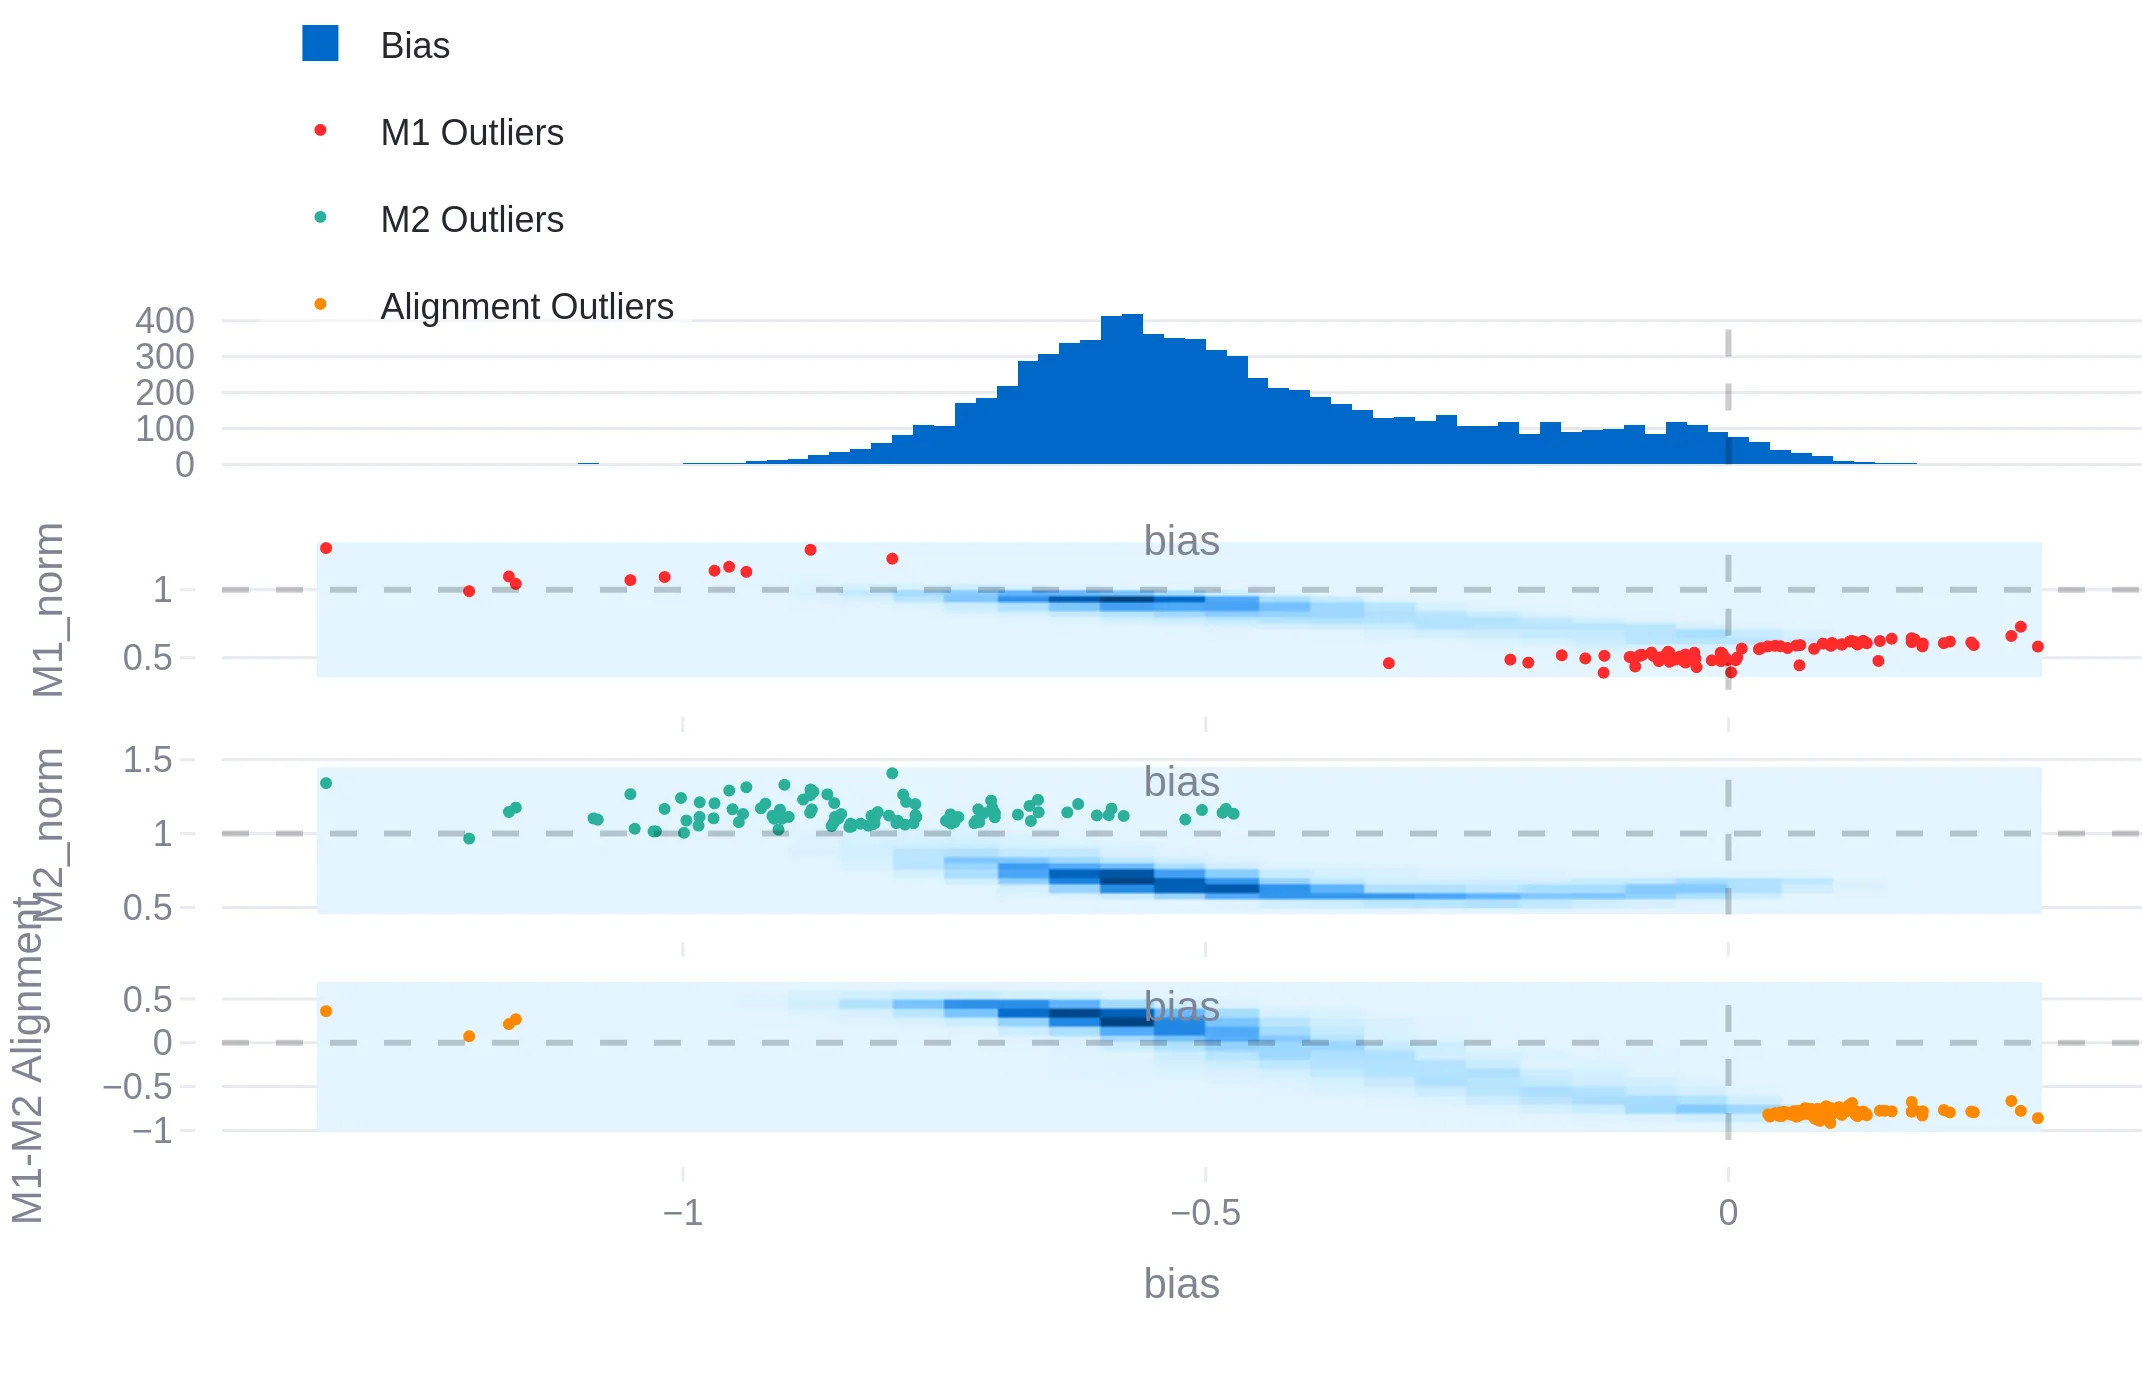 Bias
M1 Outliers
M2 Outliers
Alignment Outliers
400
300
200
100
0
bias
M1_norm
1
0.5
bias
M2_norm
1.5
1
0.5
bias
M1-M2 Alignment
0.5
0
−0.5
−1
−1
−0.5
0
bias